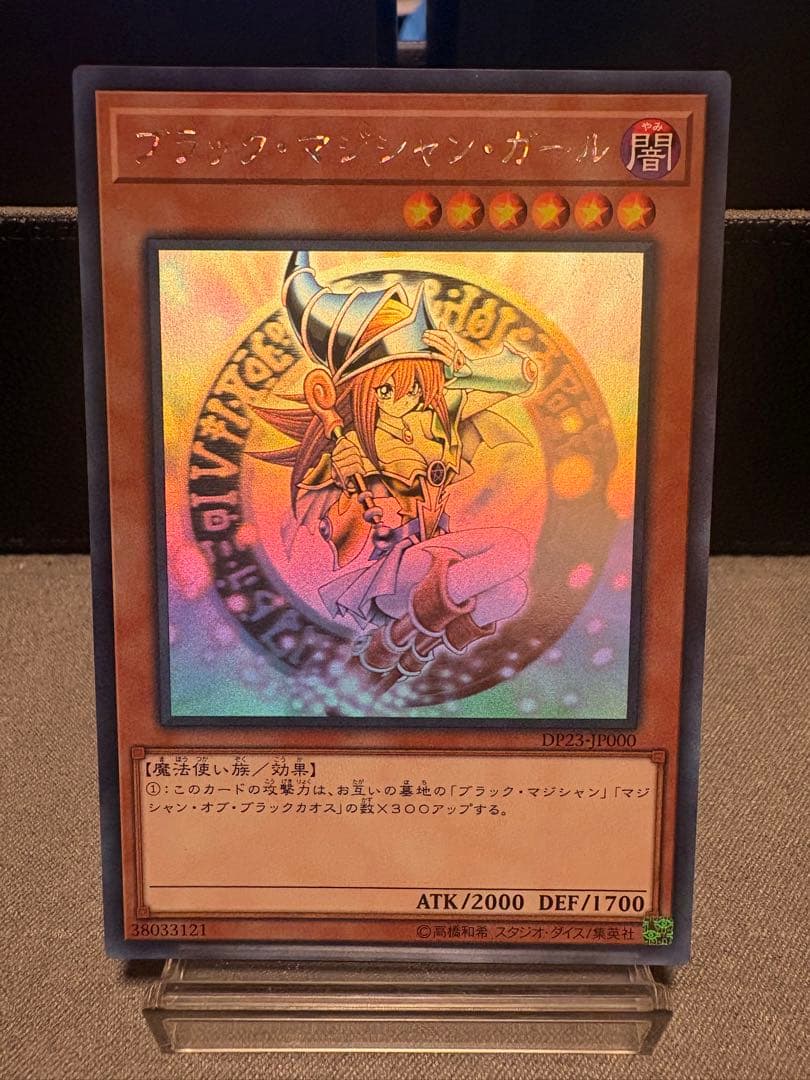 ブラック・マジシャン・ガール
やみ
闇
DP23-JP000
【魔法使い族／効果】
①：このカードの攻撃力は、お互いの墓地の「ブラック・マジシャン」「マジ
シャン・オブ・ブラックカオス」の数×３００アップする。
ATK/2000 DEF/1700
38033121
©高橋和希 スタジオ・ダイス/集英社